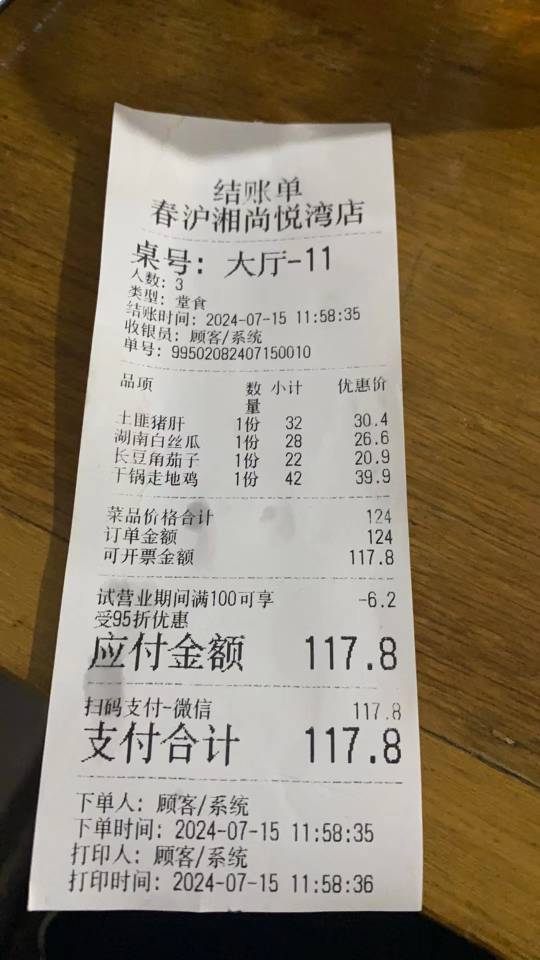 结账单
春沪湘尚悦湾店
桌号: 大厅-11
人数: 3
类型: 堂食
结账时间: 2024-07-15 11:58:35
收银员: 顾客/系统
单号: 99502082407150010
品项 数量 小计 优惠价
土匪猪肝 1份 32 30.4
湖南白丝瓜 1份 28 26.6
长豆角茄子 1份 22 20.9
干锅走地鸡 1份 42 39.9
菜品价格合计 124
订单金额 124
可开票金额 117.8
试营业期间满100可享 -6.2
受95折优惠
应付金额 117.8
扫码支付-微信 117.8
支付合计 117.8
下单人: 顾客/系统
下单时间: 2024-07-15 11:58:35
打印人: 顾客/系统
打印时间: 2024-07-15 11:58:36